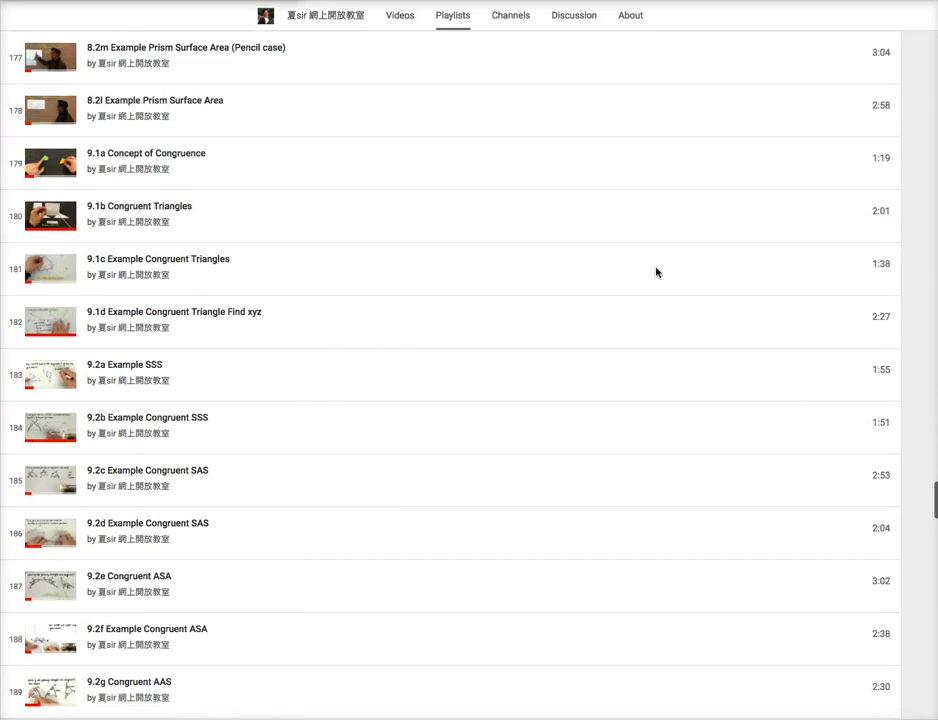 夏sir 網上開放教室 Videos Playlists Channels Discussion About
177 8.2m Example Prism Surface Area (Pencil case) 3:04
by 夏sir 網上開放教室
178 8.2l Example Prism Surface Area 2:58
by 夏sir 網上開放教室
179 9.1a Concept of Congruence 1:19
by 夏sir 網上開放教室
180 9.1b Congruent Triangles 2:01
by 夏sir 網上開放教室
181 9.1c Example Congruent Triangles 1:38
by 夏sir 網上開放教室
182 9.1d Example Congruent Triangle Find xyz 2:27
by 夏sir 網上開放教室
183 9.2a Example SSS 1:55
by 夏sir 網上開放教室
184 9.2b Example Congruent SSS 1:51
by 夏sir 網上開放教室
185 9.2c Example Congruent SAS 2:53
by 夏sir 網上開放教室
186 9.2d Example Congruent SAS 2:04
by 夏sir 網上開放教室
187 9.2e Congruent ASA 3:02
by 夏sir 網上開放教室
188 9.2f Example Congruent ASA 2:38
by 夏sir 網上開放教室
189 9.2g Congruent AAS 2:30
by 夏sir 網上開放教室